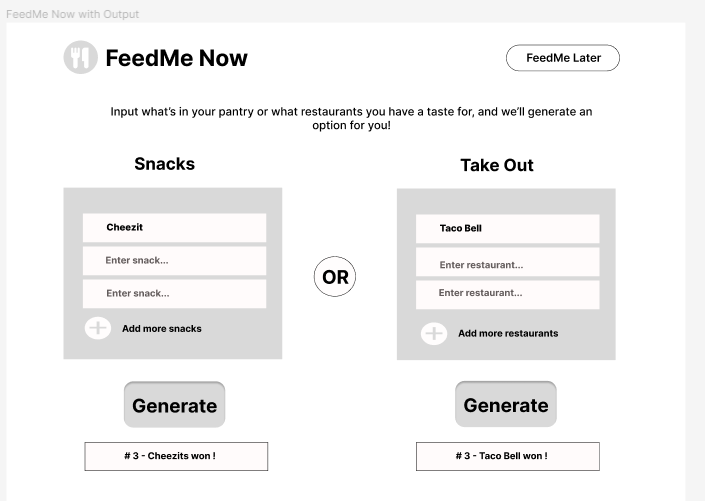 FeedMe Now with Output
FeedMe Now
FeedMe Later
Input what's in your pantry or what restaurants you have a taste for, and we'll generate an
option for you!
Snacks
Take Out
Cheezit
Enter snack...
Enter snack...
Add more snacks
OR
Taco Bell
Enter restaurant...
Enter restaurant...
Add more restaurants
Generate
Generate
# 3 - Cheezits won !
# 3 - Taco Bell won !